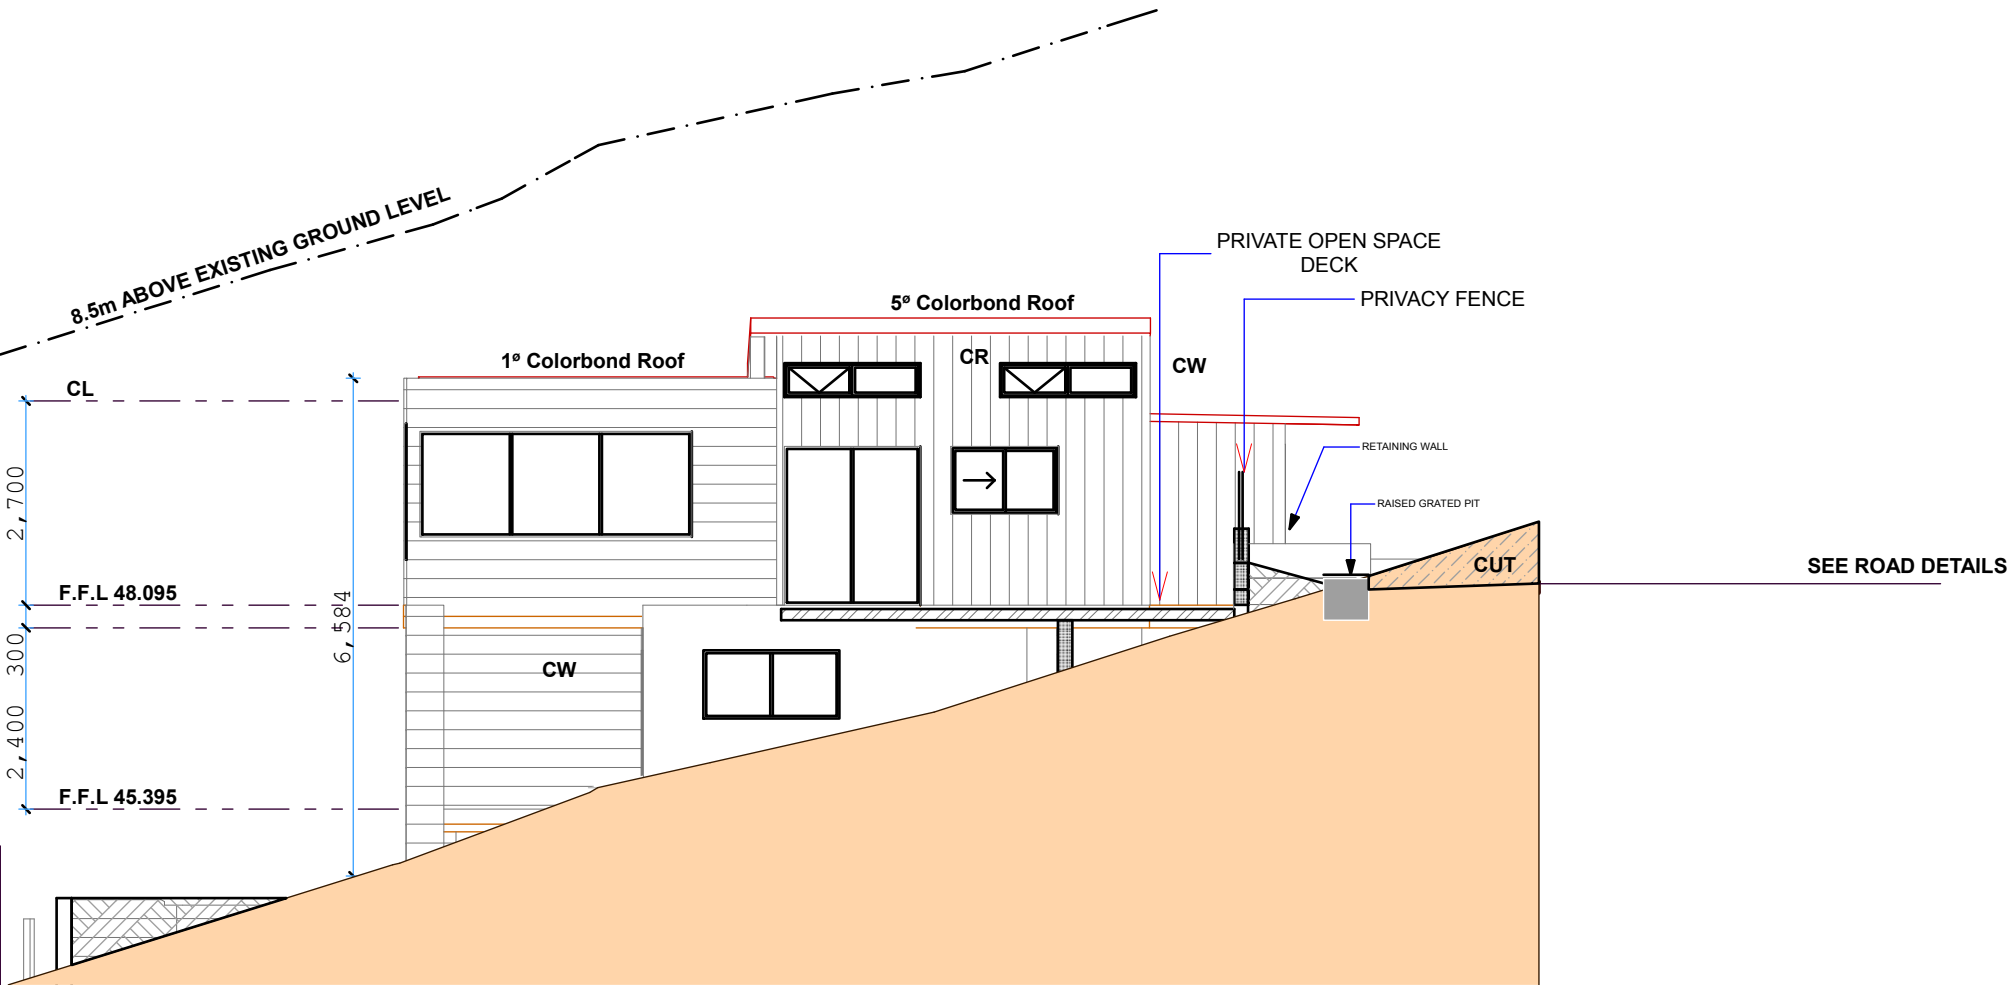 8.5m ABOVE EXISTING GROUND LEVEL
PRIVATE OPEN SPACE
DECK
PRIVACY FENCE
5ø Colorbond Roof
1ø Colorbond Roof
CR
CW
CL
RETAINING WALL
2,700
RAISED GRATED PIT
CUT
SEE ROAD DETAILS
F.F.L 48.095
6,584
300
CW
2,400
F.F.L 45.395